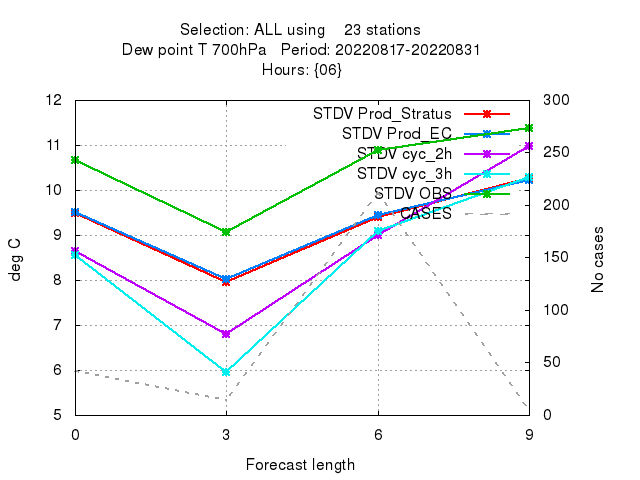 Selection: ALL using 23 stations
Dew point T 700hPa Period: 20220817-20220831
Hours: {06}
12 300
STDV Prod_Stratus
11 STDV Prod_EC
250
STDV cyc_2h
STDV cyc_3h
10 STDV OBS
200
CASES
9
deg C
No cases
150
8
100
7
6 50
5 0
0 3 6 9
Forecast length